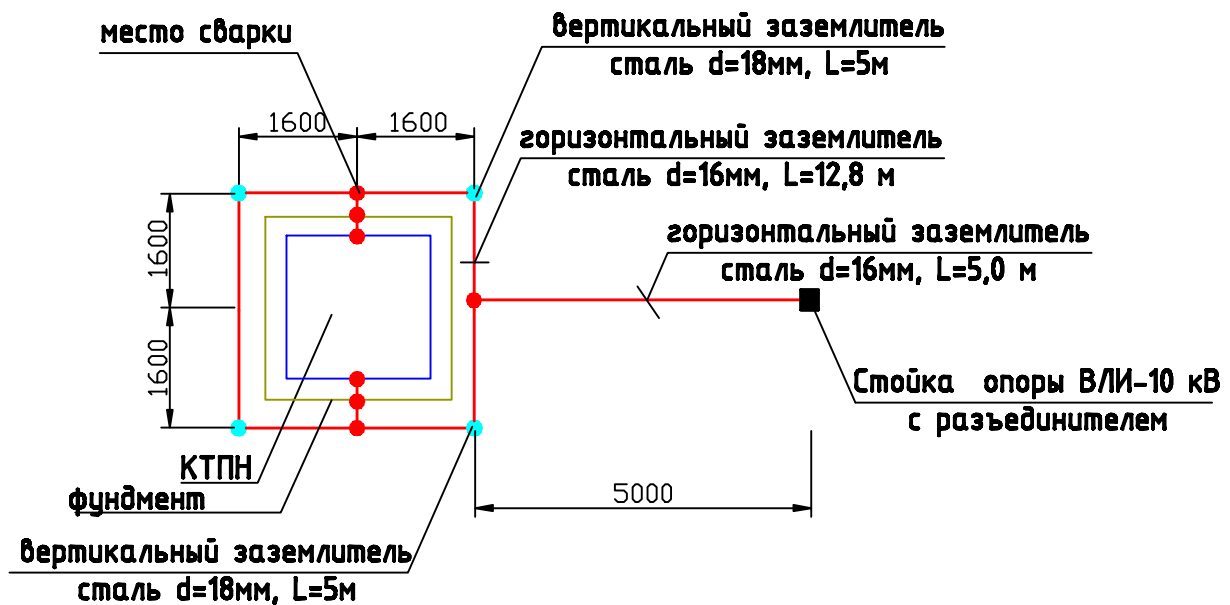 место сварки
вертикальный заземлитель
сталь d=18мм, L=5м
1600
1600
горизонтальный заземлитель
сталь d=16мм, L=12,8 м
1600
горизонтальный заземлитель
сталь d=16мм, L=5,0 м
1600
Стойка опоры ВЛИ-10 кВ
с разъединителем
КТПН
фундмент
5000
вертикальный заземлитель
сталь d=18мм, L=5м